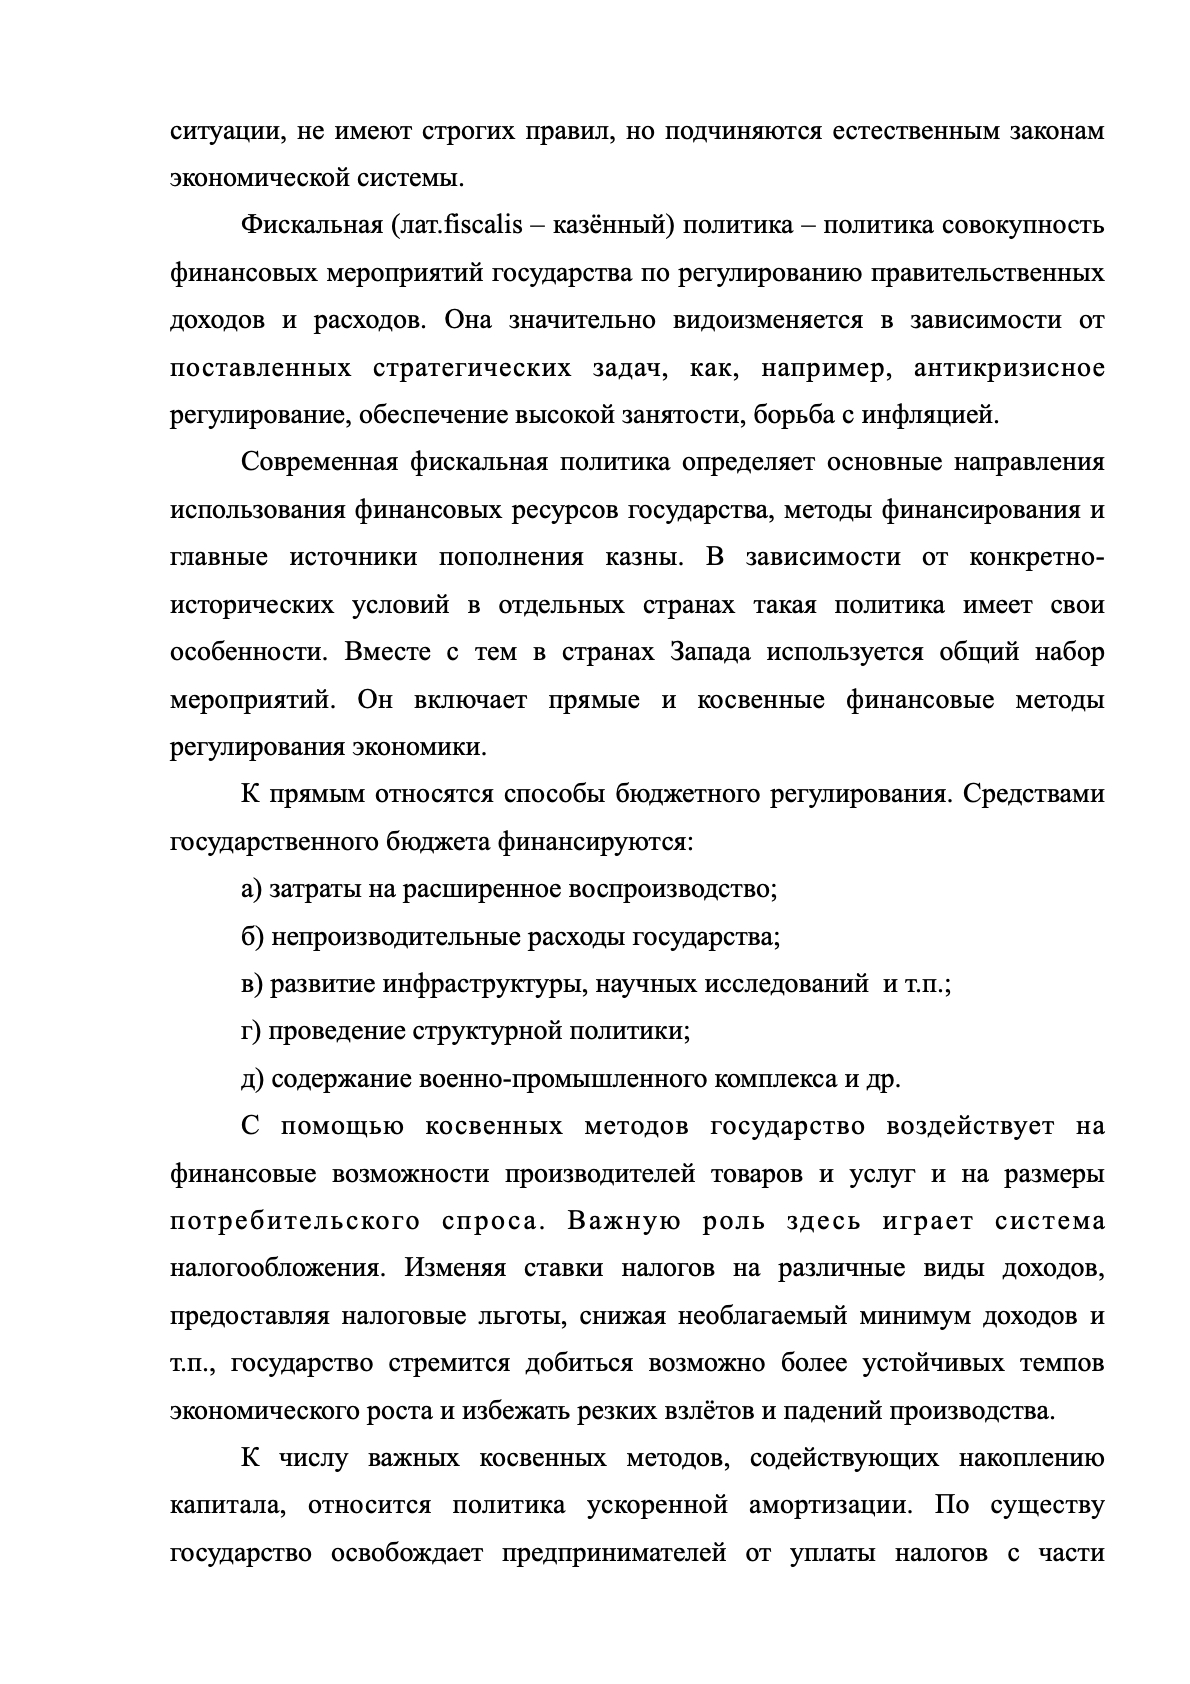 ситуации, не имеют строгих правил, но подчиняются естественным законам
экономической системы.
Фискальная (лат.fiscalis – казённый) политика – политика совокупность
финансовых мероприятий государства по регулированию правительственных
доходов и расходов. Она значительно видоизменяется в зависимости от
поставленных стратегических задач, как, например, антикризисное
регулирование, обеспечение высокой занятости, борьба с инфляцией.
Современная фискальная политика определяет основные направления
использования финансовых ресурсов государства, методы финансирования и
главные источники пополнения казны. В зависимости от конкретно-
исторических условий в отдельных странах такая политика имеет свои
особенности. Вместе с тем в странах Запада используется общий набор
мероприятий. Он включает прямые и косвенные финансовые методы
регулирования экономики.
К прямым относятся способы бюджетного регулирования. Средствами
государственного бюджета финансируются:
а) затраты на расширенное воспроизводство;
б) непроизводительные расходы государства;
в) развитие инфраструктуры, научных исследований  и т.п.;
г) проведение структурной политики;
д) содержание военно-промышленного комплекса и др.
С помощью косвенных методов государство воздействует на
финансовые возможности производителей товаров и услуг и на размеры
потребительского спроса. Важную роль здесь играет система
налогообложения. Изменяя ставки налогов на различные виды доходов,
предоставляя налоговые льготы, снижая необлагаемый минимум доходов и
т.п., государство стремится добиться возможно более устойчивых темпов
экономического роста и избежать резких взлётов и падений производства.
К числу важных косвенных методов, содействующих накоплению
капитала, относится политика ускоренной амортизации. По существу
государство освобождает предпринимателей от уплаты налогов с части